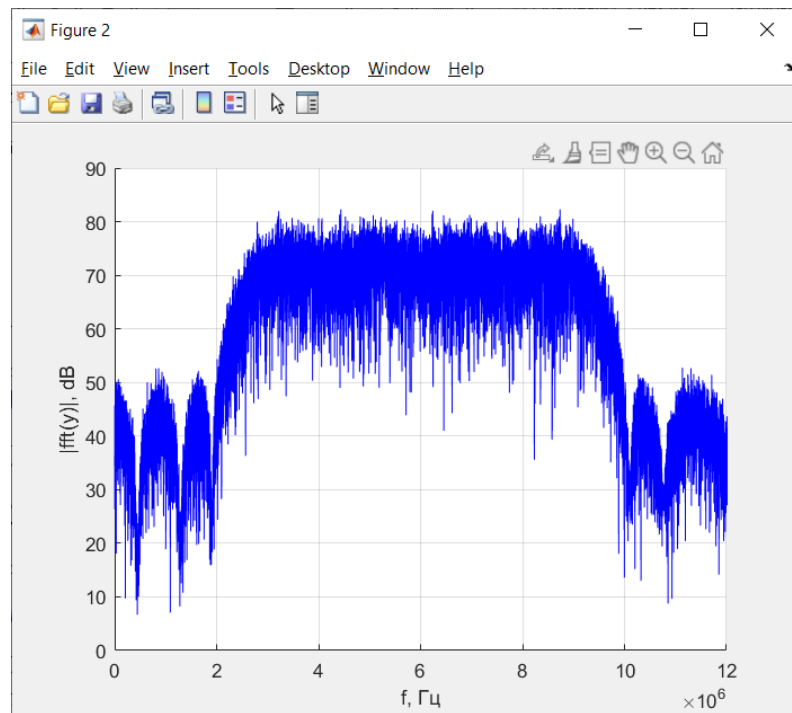 Figure 2
File Edit View Insert Tools Desktop Window Help
90
80
70
60
50
40
30
20
10
0
|fft(y)|, dB
0 2 4 6 8 10 12
f, Гц
×10^6